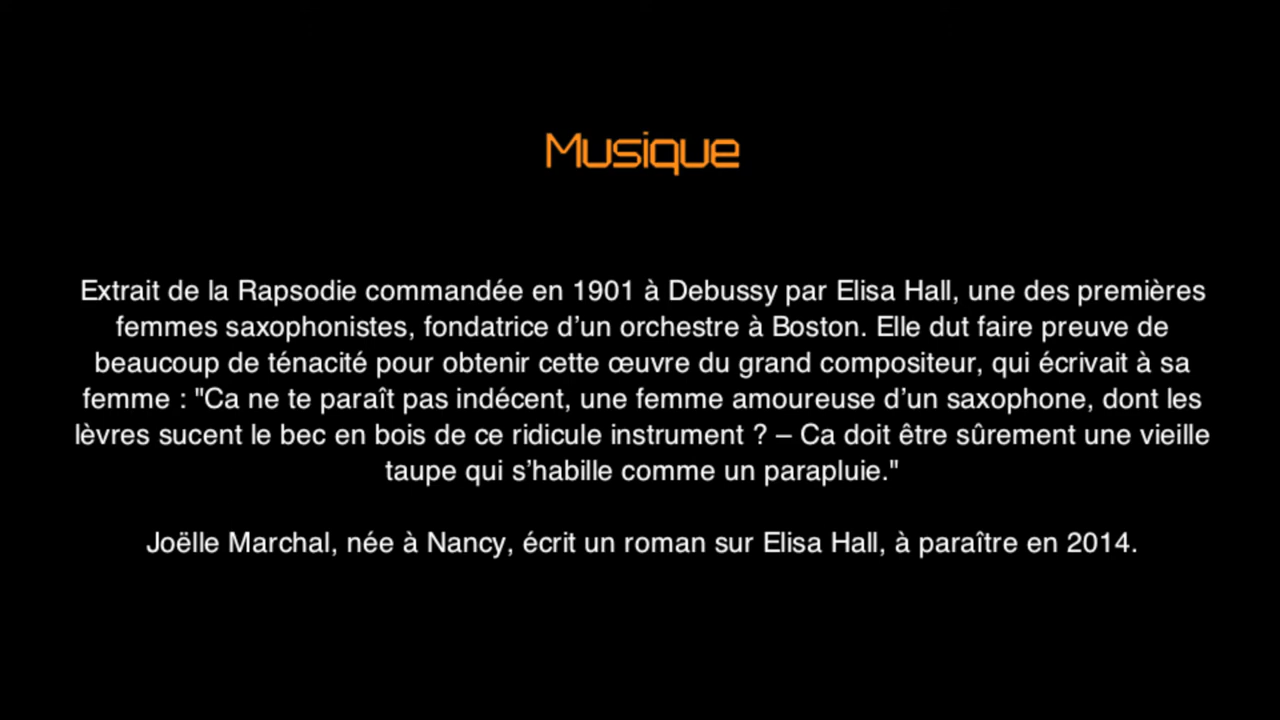 Musique
Extrait de la Rapsodie commandée en 1901 à Debussy par Elisa Hall, une des premières
femmes saxophonistes, fondatrice d’un orchestre à Boston. Elle dut faire preuve de
beaucoup de ténacité pour obtenir cette œuvre du grand compositeur, qui écrivait à sa
femme : "Ca ne te paraît pas indécent, une femme amoureuse d’un saxophone, dont les
lèvres sucent le bec en bois de ce ridicule instrument ? – Ca doit être sûrement une vieille
taupe qui s’habille comme un parapluie."
Joëlle Marchal, née à Nancy, écrit un roman sur Elisa Hall, à paraître en 2014.